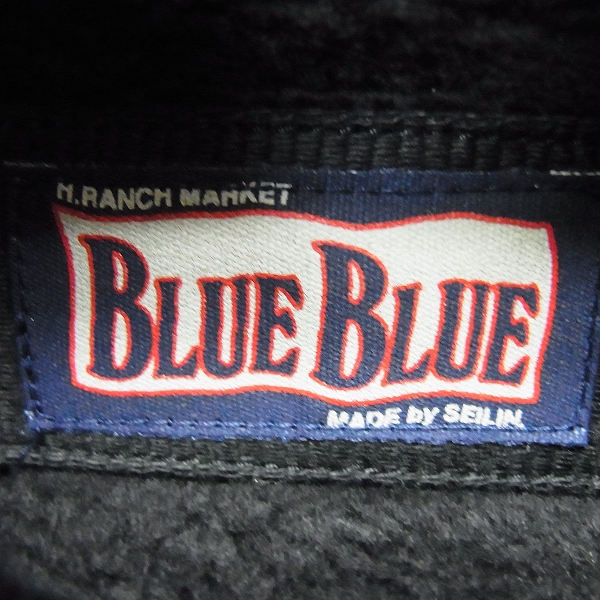 H.RANCH MARKET
BLUE BLUE
MADE by SEILIN.